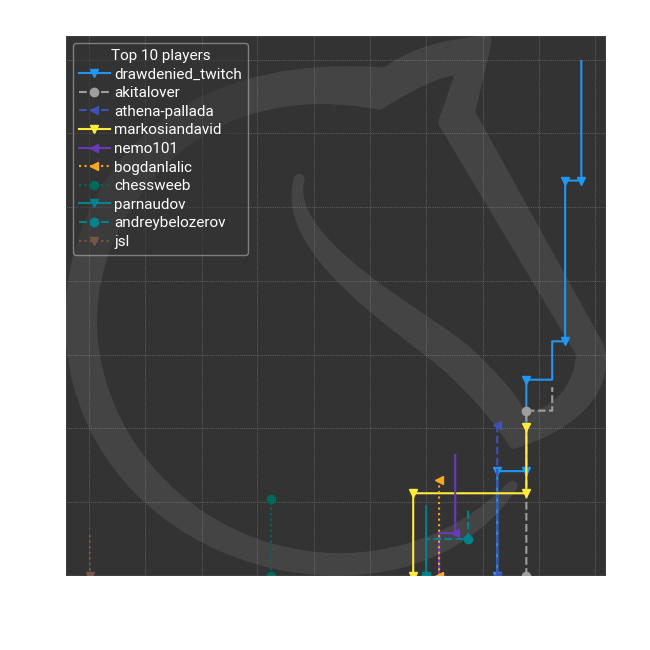 Top 10 players
drawdenied_twitch
akitalover
athena-pallada
markosiandavid
nemo101
bogdanlalic
chessweeb
parnaudov
andreybelozerov
jsl